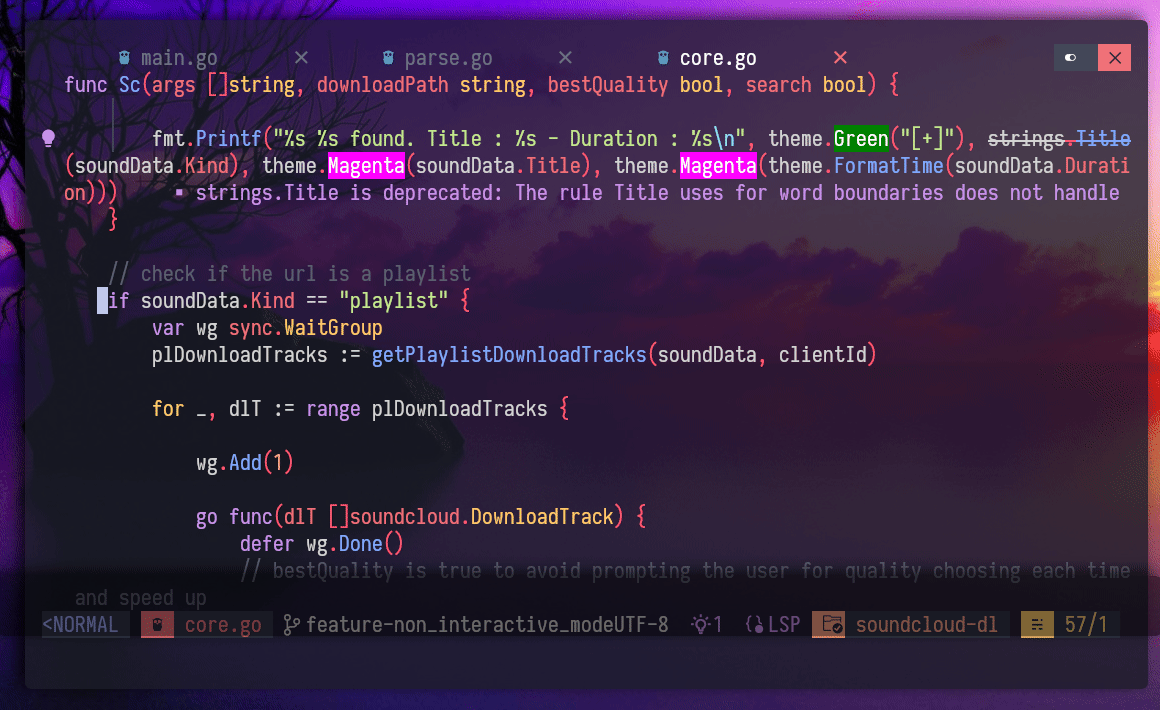 main.go parse.go core.go
func Sc(args []string, downloadPath string, bestQuality bool, search bool) {
fmt.Printf("%s %s found. Title : %s - Duration : %s\n", theme.Green("[+]"), strings.Title
(soundData.Kind), theme.Magenta(soundData.Title), theme.Magenta(theme.FormatTime(soundData.Durati
on))) ▪ strings.Title is deprecated: The rule Title uses for word boundaries does not handle
}
// check if the url is a playlist
if soundData.Kind == "playlist" {
var wg sync.WaitGroup
plDownloadTracks := getPlaylistDownloadTracks(soundData, clientId)
for _, dlT := range plDownloadTracks {
wg.Add(1)
go func(dlT []soundcloud.DownloadTrack) {
defer wg.Done()
// bestQuality is true to avoid prompting the user for quality choosing each time
and speed up
<NORMAL core.go feature-non_interactive_modeUTF-8 1 LSP soundcloud-dl 57/1